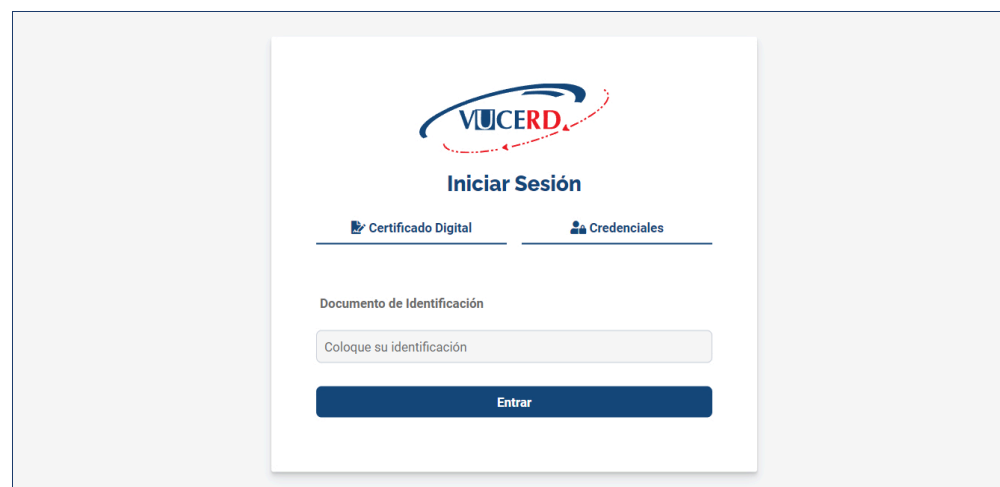 VUCERD
Iniciar Sesión
Certificado Digital
Credenciales
Documento de Identificación
Coloque su identificación
Entrar